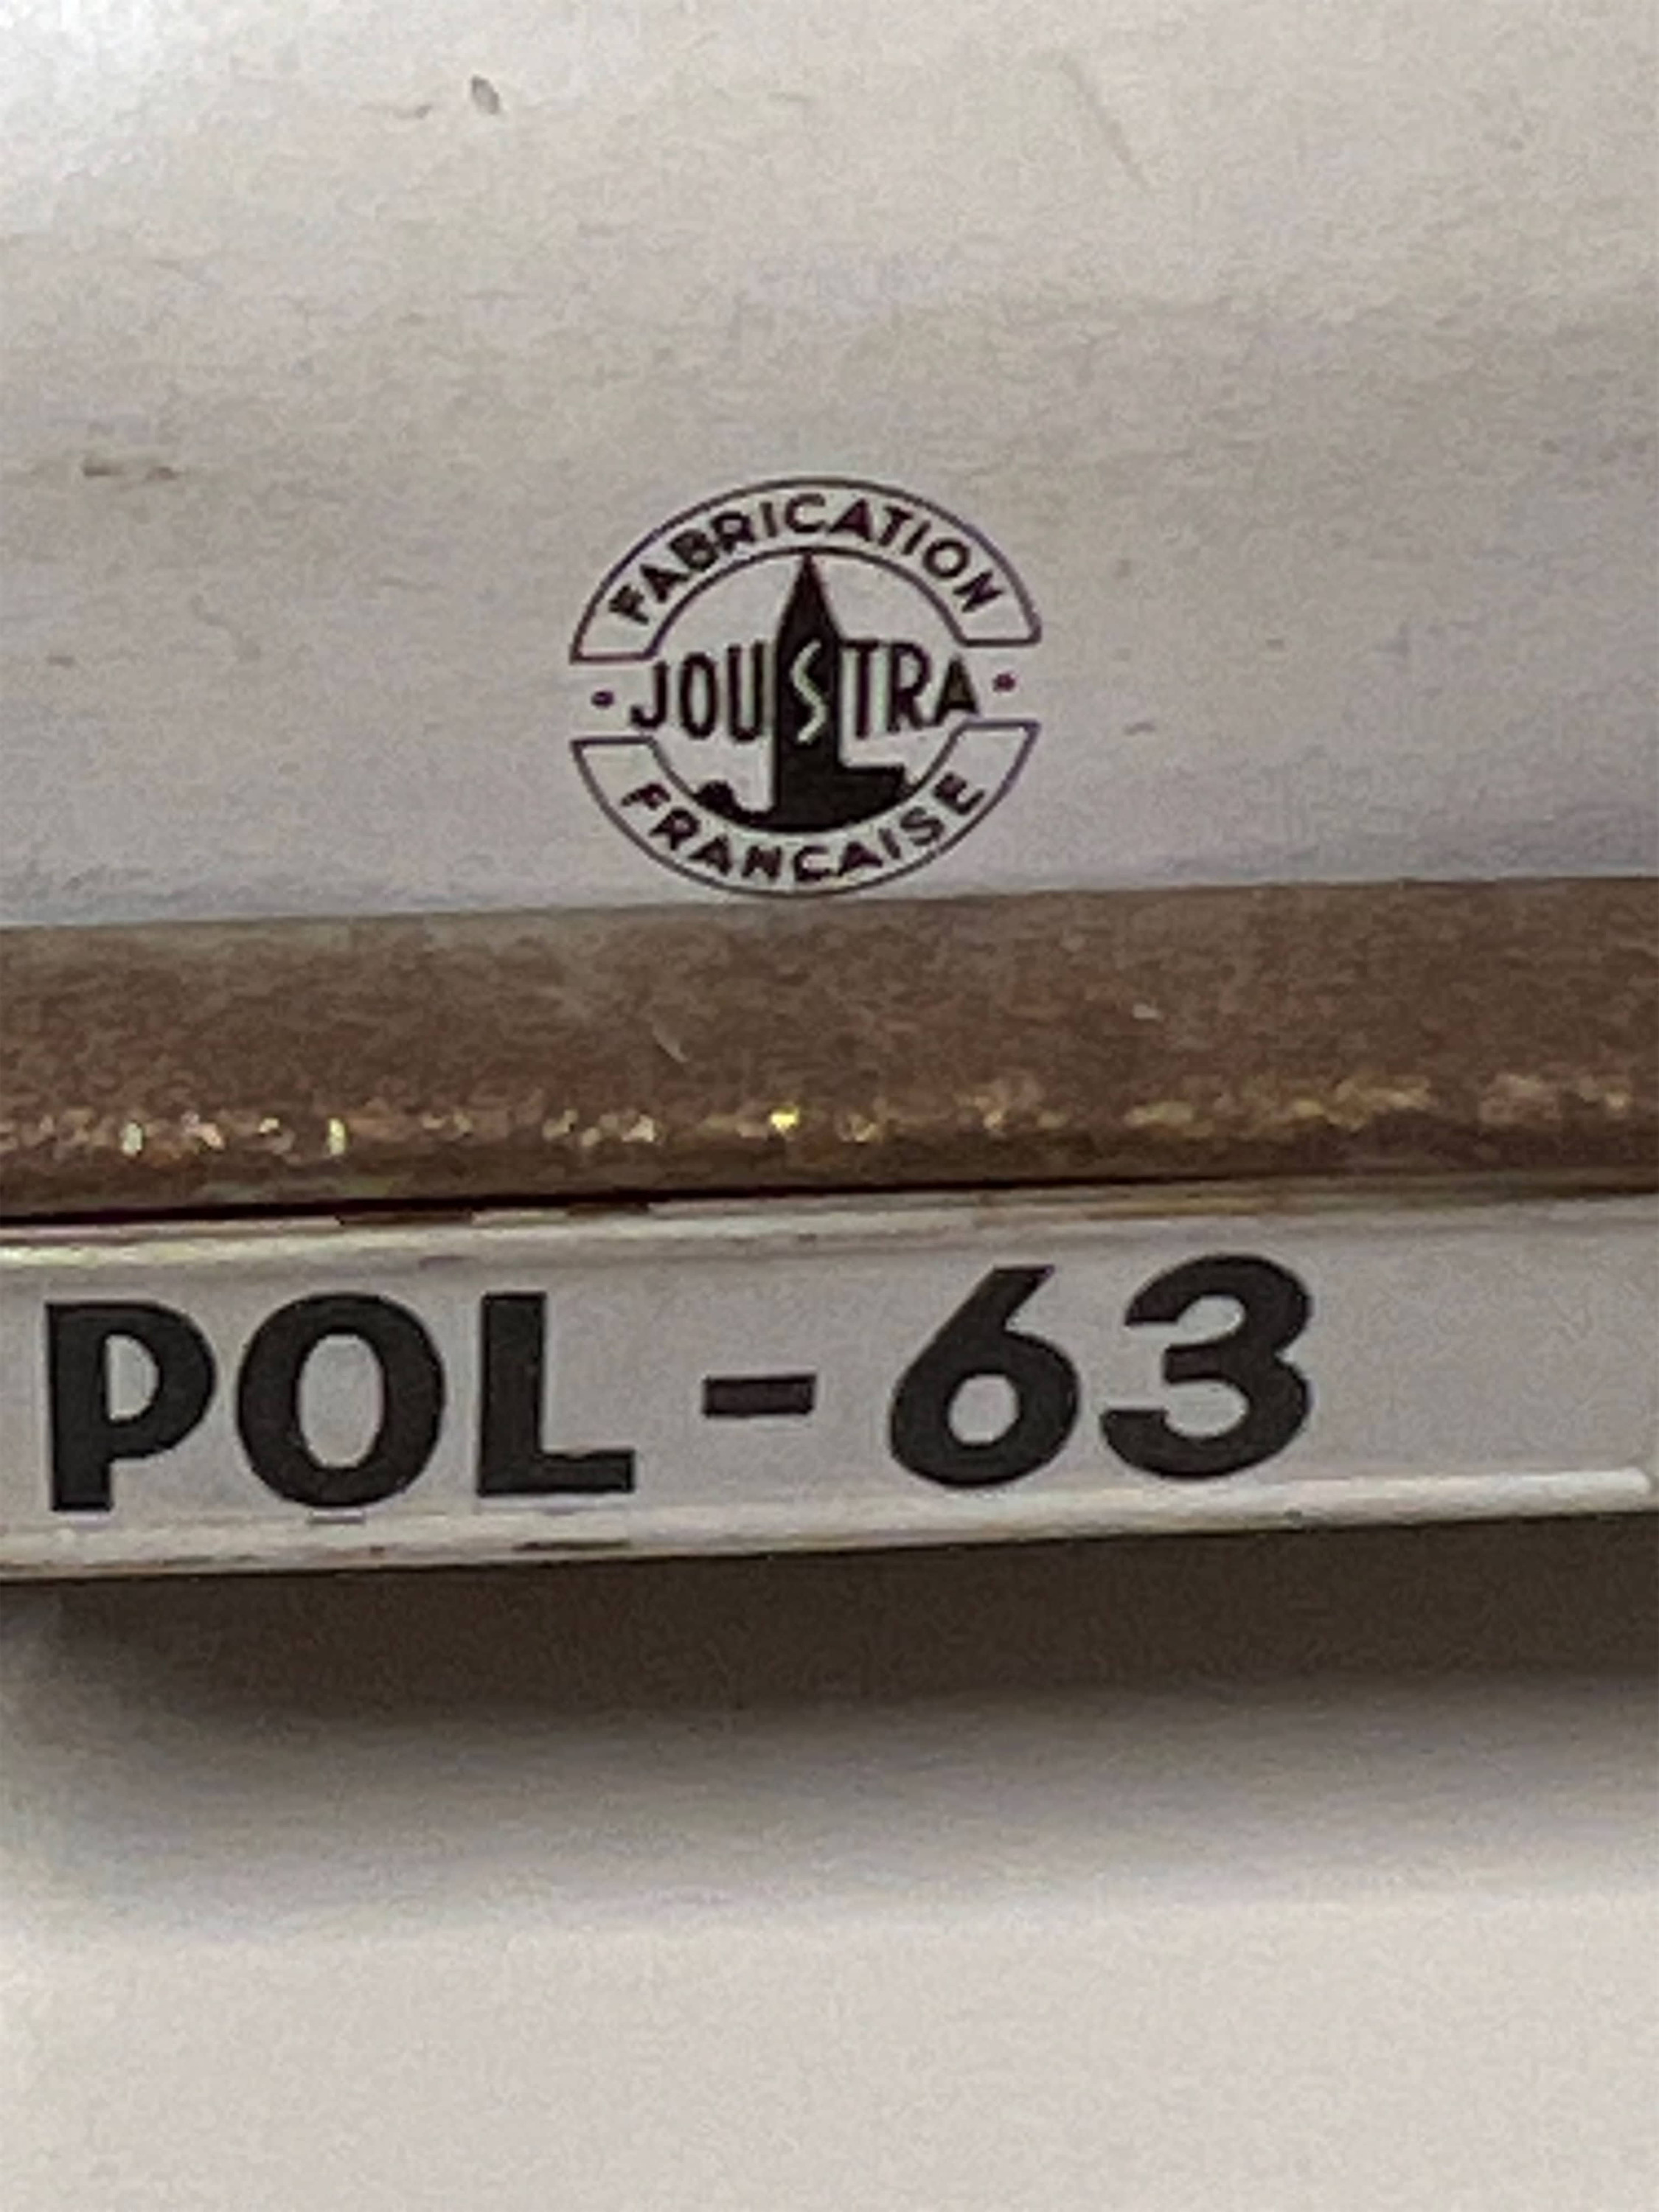 FABRICATION
JOUSTRA
FRANCAISE
POL-63